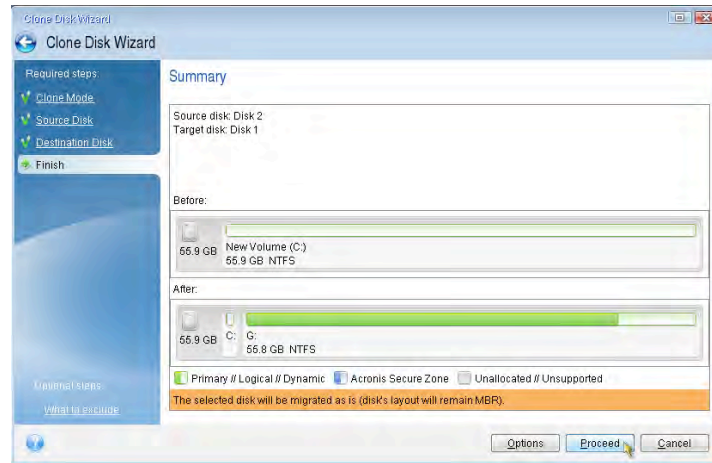 Clone Disk Wizard
Clone Disk Wizard
Required steps:
Clone Mode
Source Disk
Destination Disk
Finish
Summary
Source disk: Disk 2
Target disk: Disk 1
Before:
55.9 GB
New Volume (C:)
55.9 GB NTFS
After:
55.9 GB
C:
G:
55.8 GB NTFS
Primary // Logical // Dynamic
Acronis Secure Zone
Unallocated // Unsupported
The selected disk will be migrated as is (disk's layout will remain MBR).
Optional steps:
What to exclude
Options
Proceed
Cancel